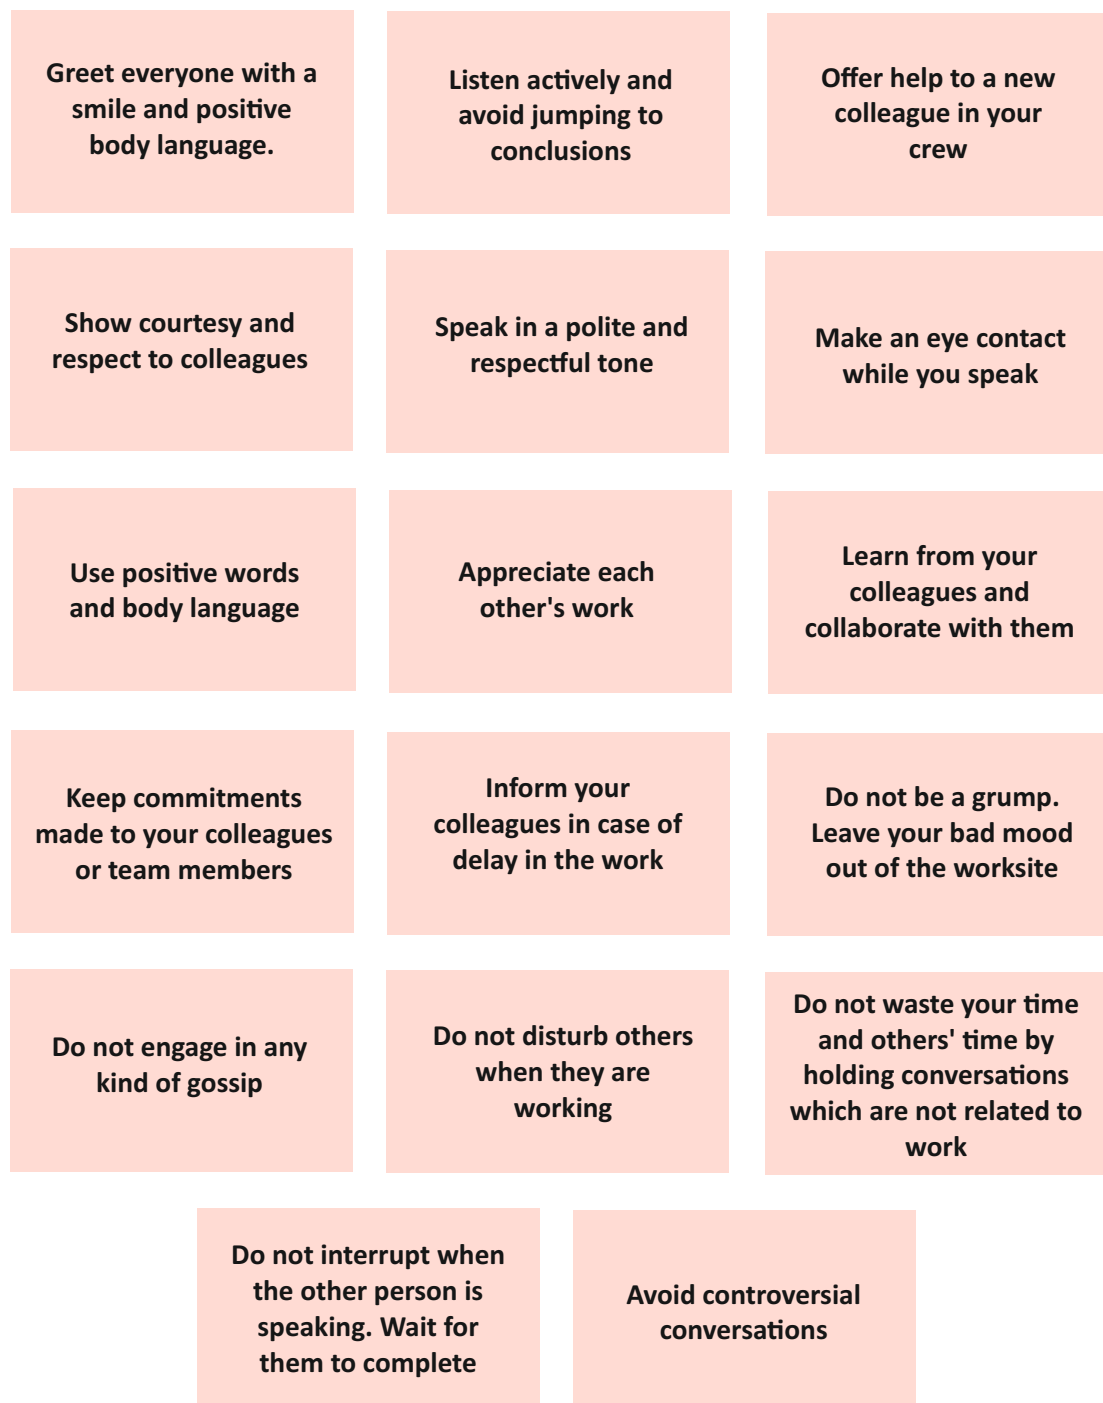 Greet everyone with a
smile and positive
body language.
Listen actively and
avoid jumping to
conclusions
Offer help to a new
colleague in your
crew
Show courtesy and
respect to colleagues
Speak in a polite and
respectful tone
Make an eye contact
while you speak
Use positive words
and body language
Appreciate each
other's work
Learn from your
colleagues and
collaborate with them
Keep commitments
made to your colleagues
or team members
Inform your
colleagues in case of
delay in the work
Do not be a grump.
Leave your bad mood
out of the worksite
Do not engage in any
kind of gossip
Do not disturb others
when they are
working
Do not waste your time
and others' time by
holding conversations
which are not related to
work
Do not interrupt when
the other person is
speaking. Wait for
them to complete
Avoid controversial
conversations